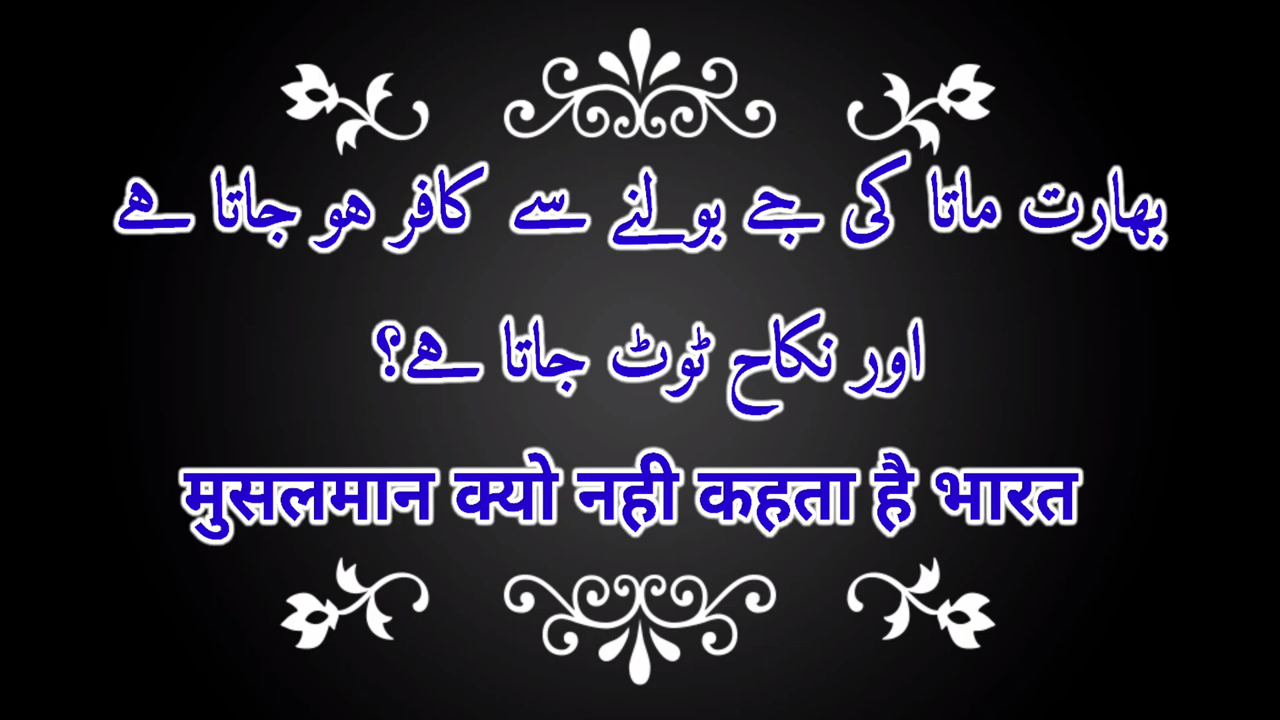 بھارت ماتا کی جے بولنے سے کافر ہو جاتا ہے
اور نکاح ٹوٹ جاتا ہے؟
मुसलमान क्यो नही कहता है भारत